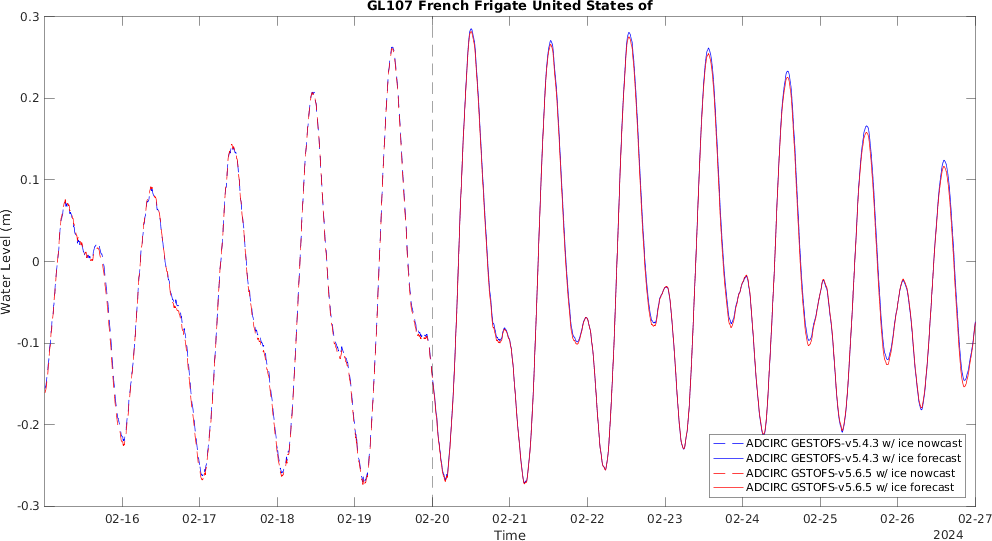 GL107 French Frigate United States of
0.3
0.2
0.1
0
-0.1
-0.2
-0.3
Water Level (m)
ADCIRC GESTOFS-v5.4.3 w/ ice nowcast
ADCIRC GESTOFS-v5.4.3 w/ ice forecast
ADCIRC GSTOFS-v5.6.5 w/ ice nowcast
ADCIRC GSTOFS-v5.6.5 w/ ice forecast
02-16 02-17 02-18 02-19 02-20 02-21 02-22 02-23 02-24 02-25 02-26 02-27
Time
2024